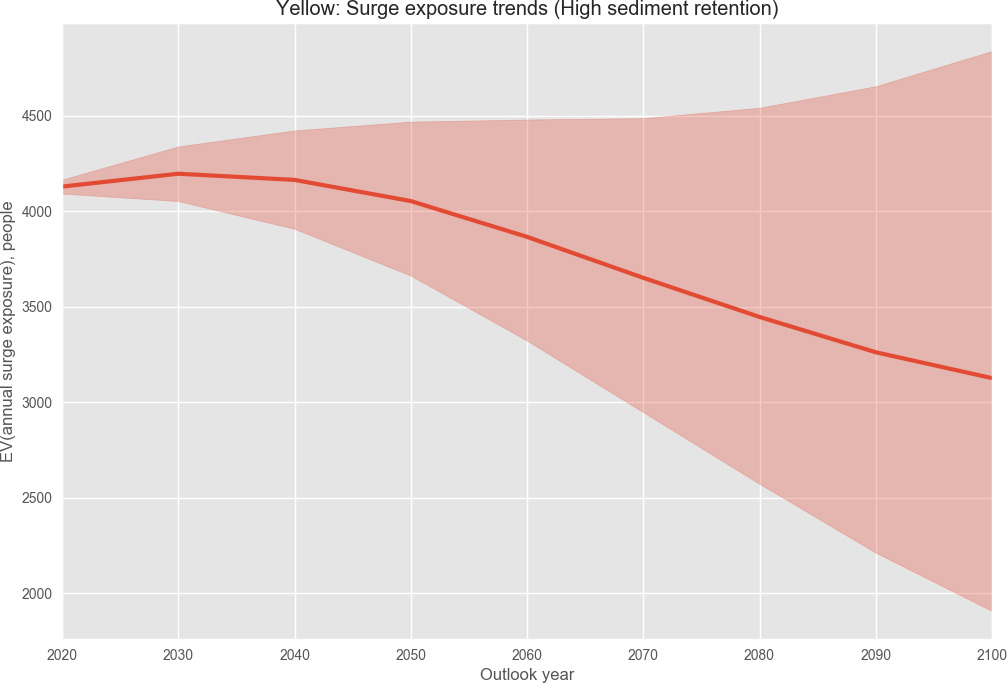 Yellow: Surge exposure trends (High sediment retention)
EV(annual surge exposure), people
4500
4000
3500
3000
2500
2000
2020 2030 2040 2050 2060 2070 2080 2090 2100
Outlook year